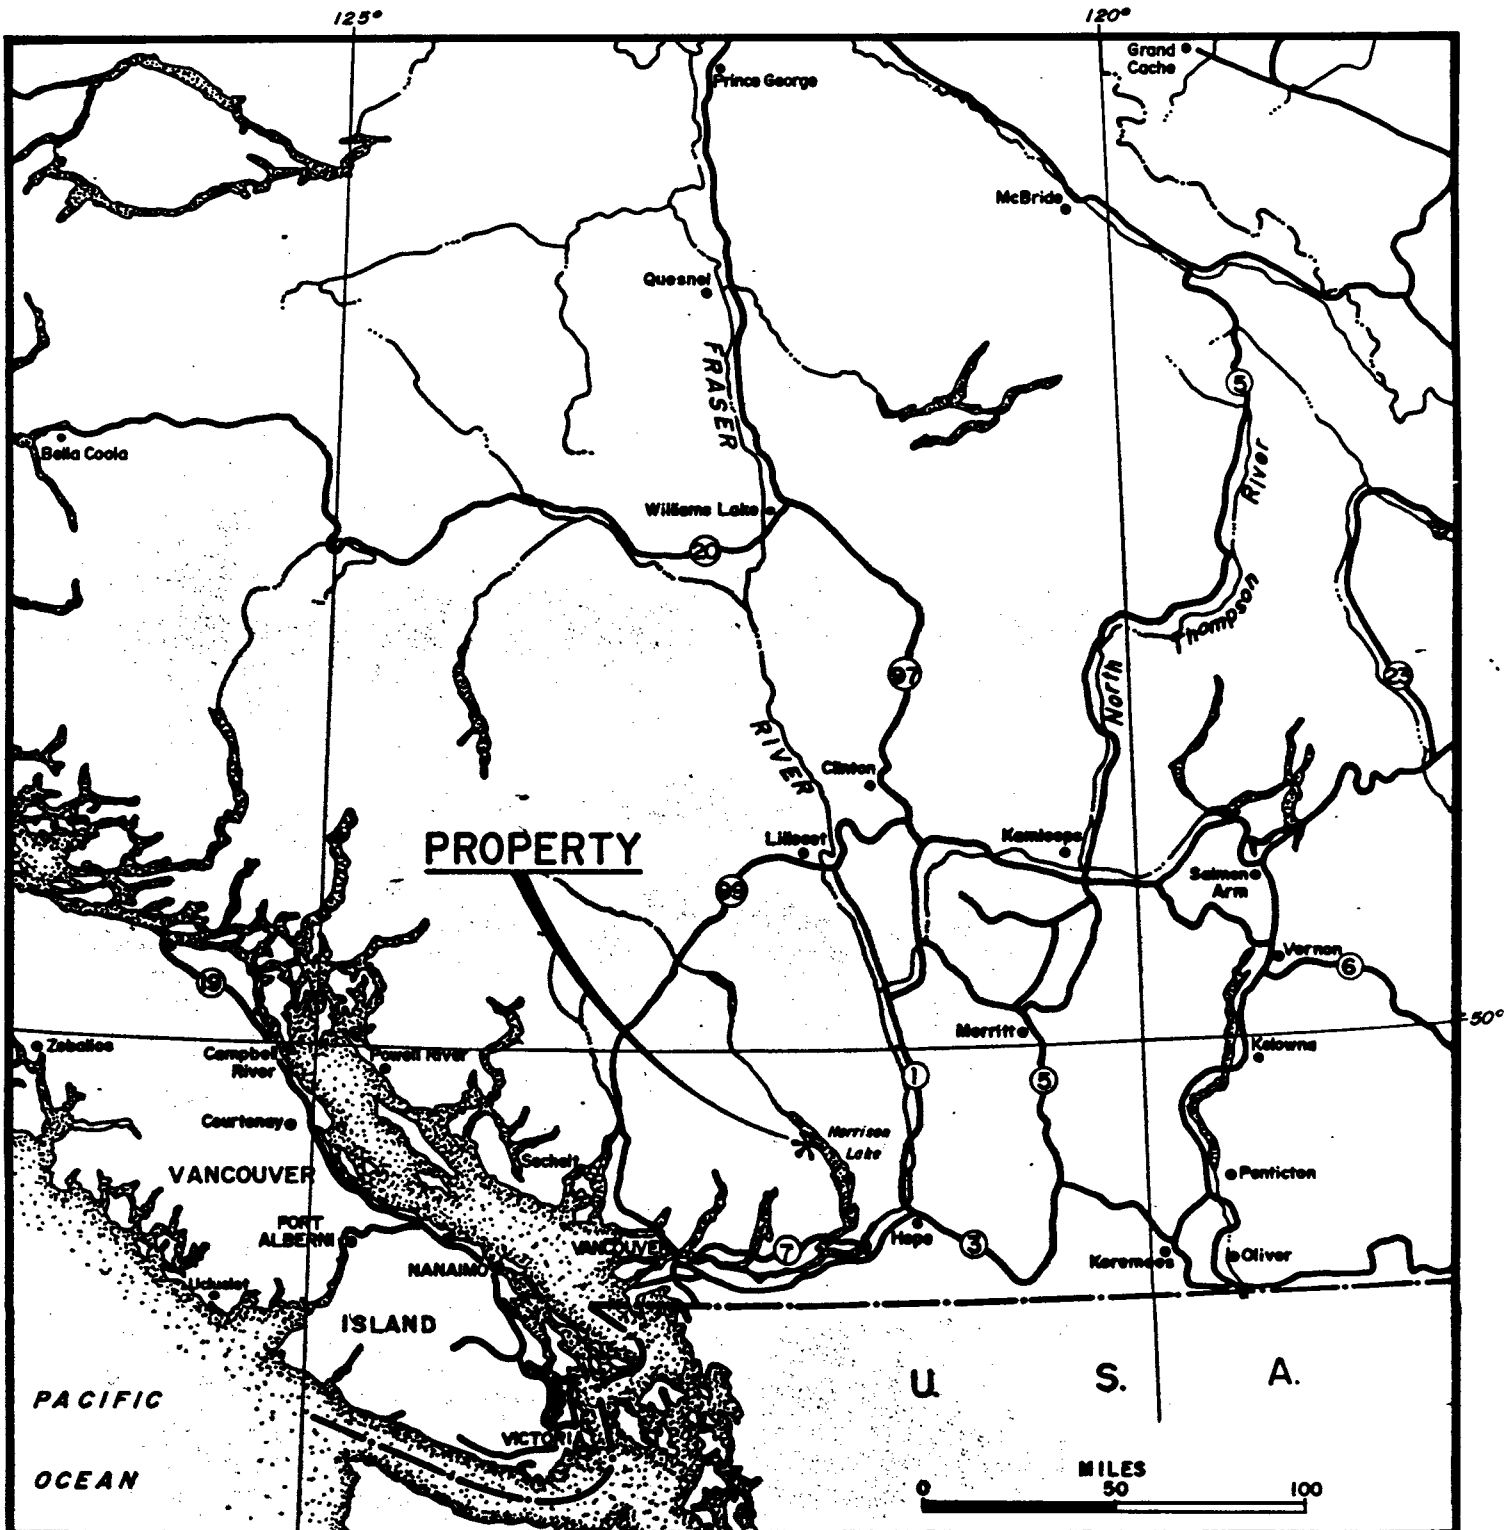 125°
120°
Grand
Cache
Prince George
McBride
Quesnel
FRASER
5
Bella Coola
River
Williams Lake
20
Thompson
97
23
North
RIVER
Clinton
PROPERTY
Lillooet
Kamloops
99
Salmon
Arm
Vernon
6
19
50°
Zeballos
Campbell
River
Powell River
Merritt
Kelowna
1
5
Courtenay
Harrison
Lake
Sechelt
VANCOUVER
Penticton
PORT
ALBERNI
VANCOUVER
7
Hope
3
Keremeos
Oliver
NANAIMO
Ucluelet
ISLAND
U. S. A.
PACIFIC
OCEAN
VICTORIA
MILES
0 50 100